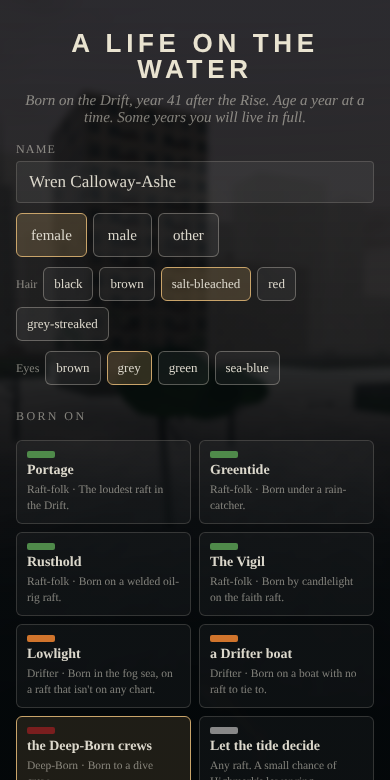 A LIFE ON THE
WATER
Born on the Drift, year 41 after the Rise. Age a year at a
time. Some years you will live in full.
NAME
Wren Calloway-Ashe
female male other
Hair black brown salt-bleached red
grey-streaked
Eyes brown grey green sea-blue
BORN ON
Portage
Raft-folk · The loudest raft in
the Drift.
Greentide
Raft-folk · Born under a rain-
catcher.
Rusthold
Raft-folk · Born on a welded oil-
rig raft.
The Vigil
Raft-folk · Born by candlelight
on the faith raft.
Lowlight
Drifter · Born in the fog sea, on
a raft that isn't on any chart.
a Drifter boat
Drifter · Born on a boat with no
raft to tie to.
the Deep-Born crews
Deep-Born · Born to a dive
Let the tide decide
Any raft. A small chance of